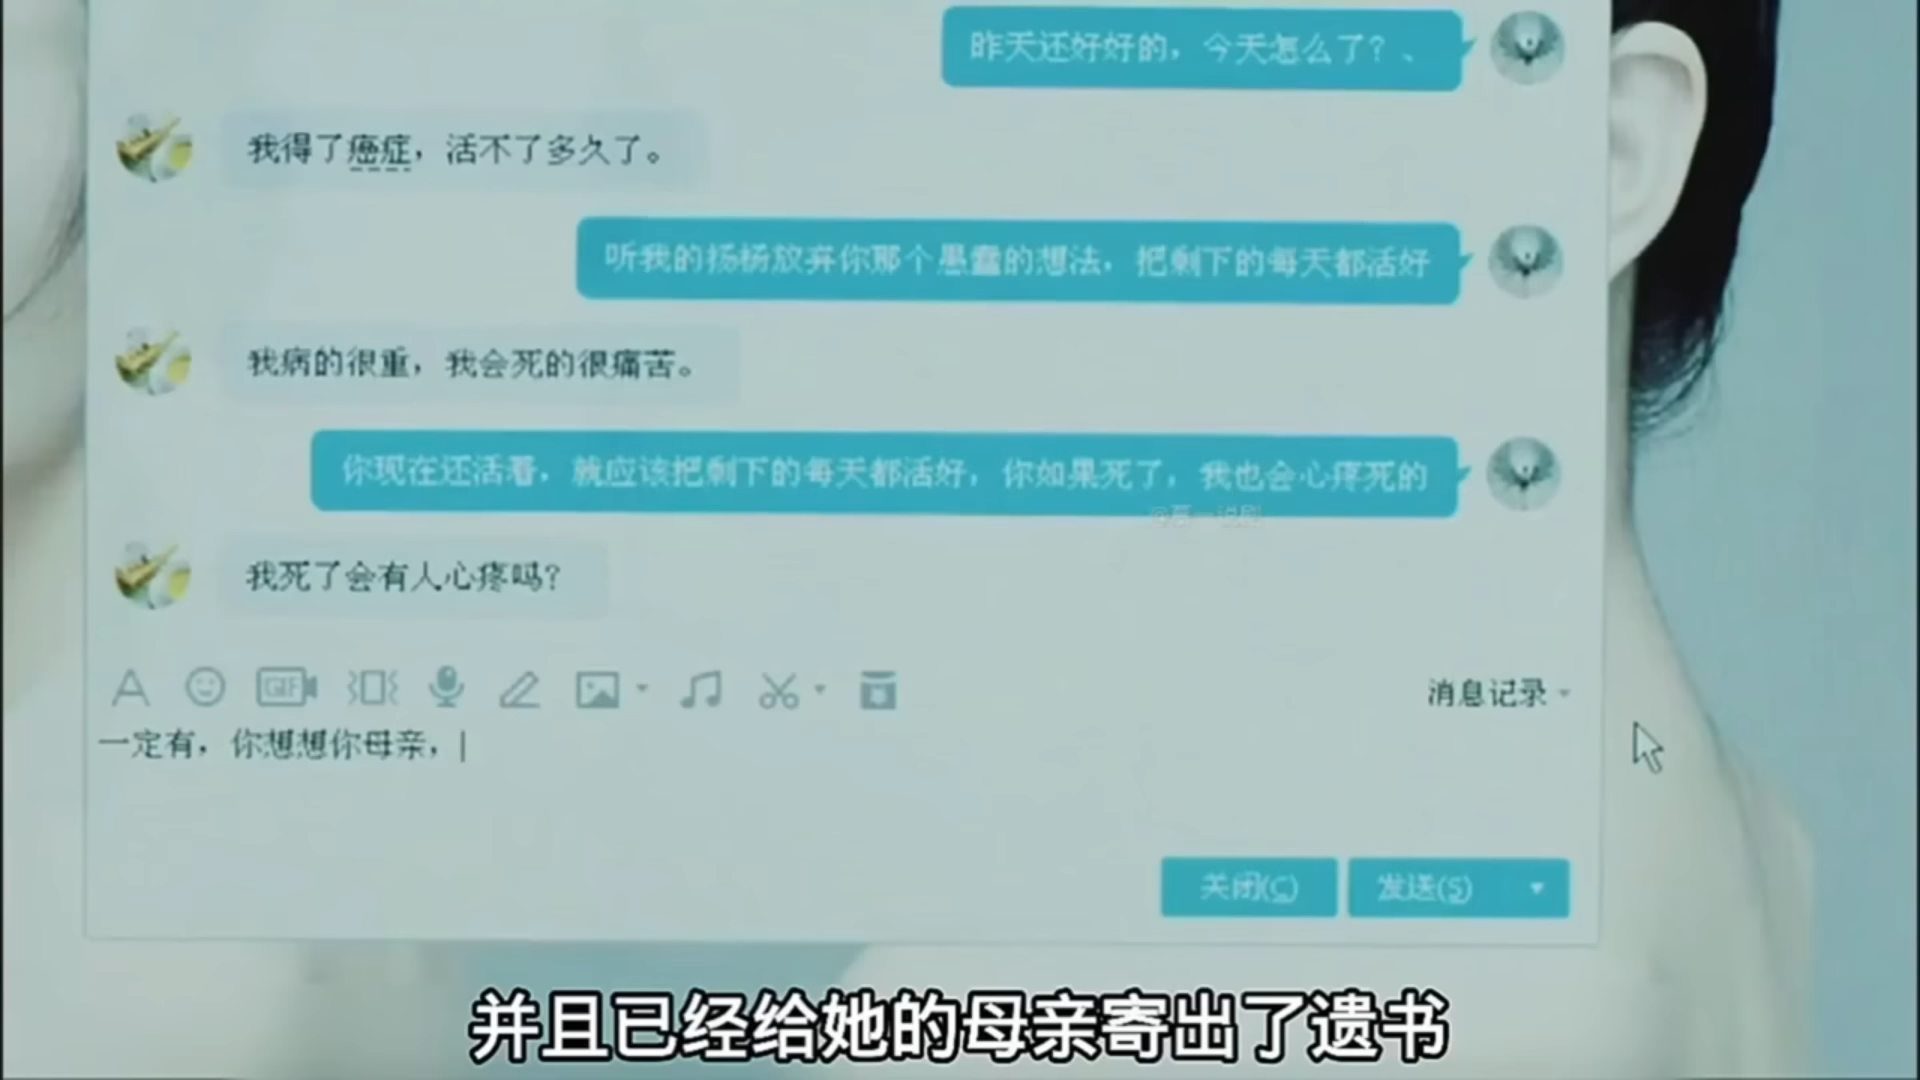 昨天还好好的，今天怎么了？、
我得了癌症，活不了多久了。
听我的扬杨放弃你那个愚蠢的想法，把剩下的每天都活好
我病的很重，我会死的很痛苦。
你现在还活着，就应该把剩下的每天都活好，你如果死了，我也会心疼死的
我死了会有人心疼吗？
GIF
消息记录
一定有，你想想你母亲，
关闭(C)
发送(S)
并且已经给她的母亲寄出了遗书